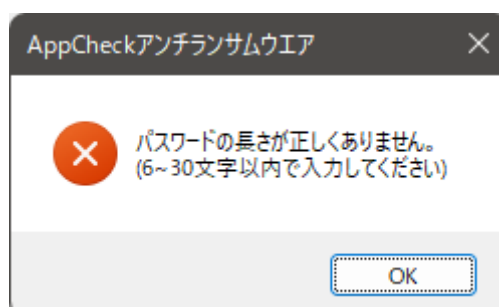 AppCheckアンチランサムウエア
パスワードの長さが正しくありません。
(6~30文字以内で入力してください)
OK